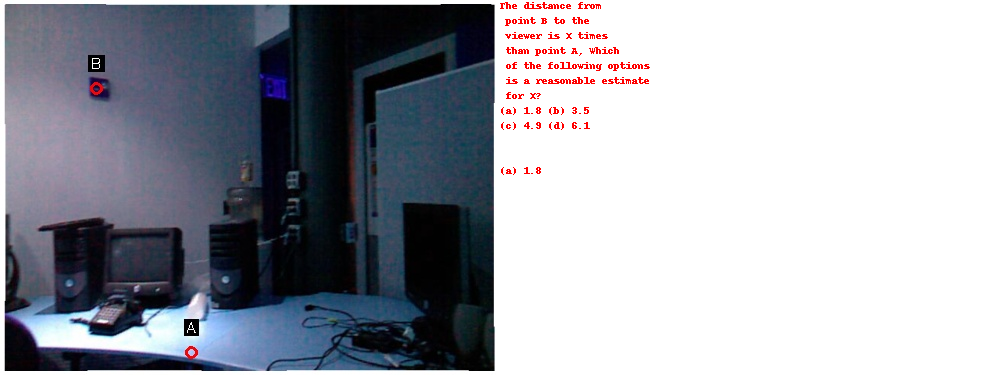 The distance from
point B to the
viewer is X times
than point A, Which
of the following options
is a reasonable estimate
for X?
(a) 1.8 (b) 3.5
(c) 4.9 (d) 6.1
(a) 1.8
B
EXIT
A